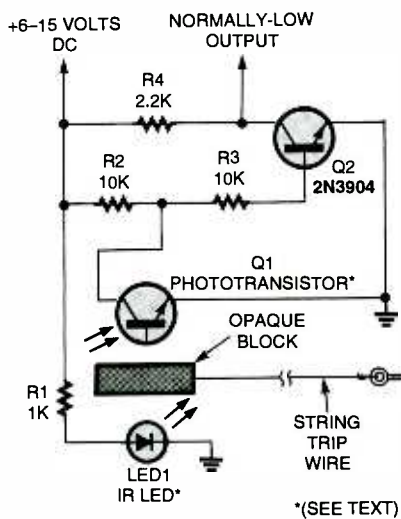 +6–15 VOLTS
DC
NORMALLY-LOW
OUTPUT
R4
2.2K
R2
10K
R3
10K
Q2
2N3904
Q1
PHOTOTRANSISTOR*
OPAQUE
BLOCK
R1
1K
STRING
TRIP
WIRE
LED1
IR LED*
*(SEE TEXT)